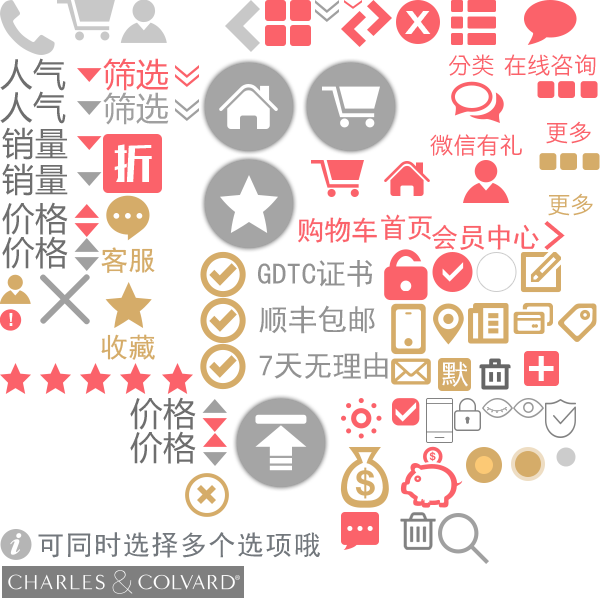 分类 在线咨询
人气 筛选
人气 筛选
销量
销量
折
微信有礼
更多
更多
价格
价格
客服
购物车 首页 会员中心
GDTC证书
顺丰包邮
7天无理由
收藏
默
价格
价格
$
$
可同时选择多个选项哦
CHARLES & COLVARD®